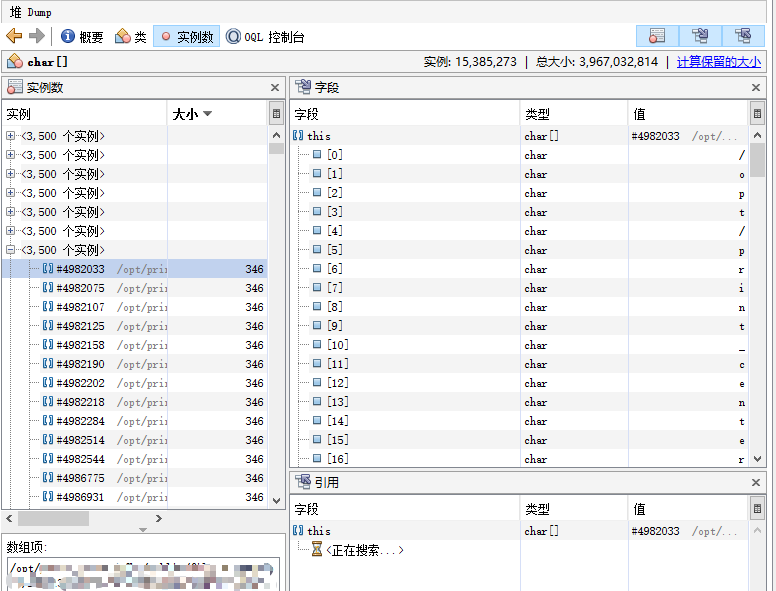 堆 Dump
概要 类 实例数 OQL 控制台
char[] 实例: 15,385,273 | 总大小: 3,967,032,814 | 计算保留的大小
实例数
实例 大小
<3,500 个实例>
<3,500 个实例>
<3,500 个实例>
<3,500 个实例>
<3,500 个实例>
<3,500 个实例>
<3,500 个实例>
#4982033 /opt/pri 346
#4982075 /opt/pri 346
#4982107 /opt/pri 346
#4982125 /opt/pri 346
#4982158 /opt/pri 346
#4982190 /opt/pri 346
#4982202 /opt/pri 346
#4982218 /opt/pri 346
#4982284 /opt/pri 346
#4982514 /opt/pri 346
#4982544 /opt/pri 346
#4986775 /opt/pri 346
#4986931 /opt/pri 346
数组项:
/opt/
字段
字段 类型 值
this char[] #4982033 /opt/...
[0] char /
[1] char o
[2] char p
[3] char t
[4] char /
[5] char p
[6] char r
[7] char i
[8] char n
[9] char t
[10] char _
[11] char c
[12] char e
[13] char n
[14] char t
[15] char e
[16] char r
引用
字段 类型 值
this char[] #4982033 /opt/...
<正在搜索...>